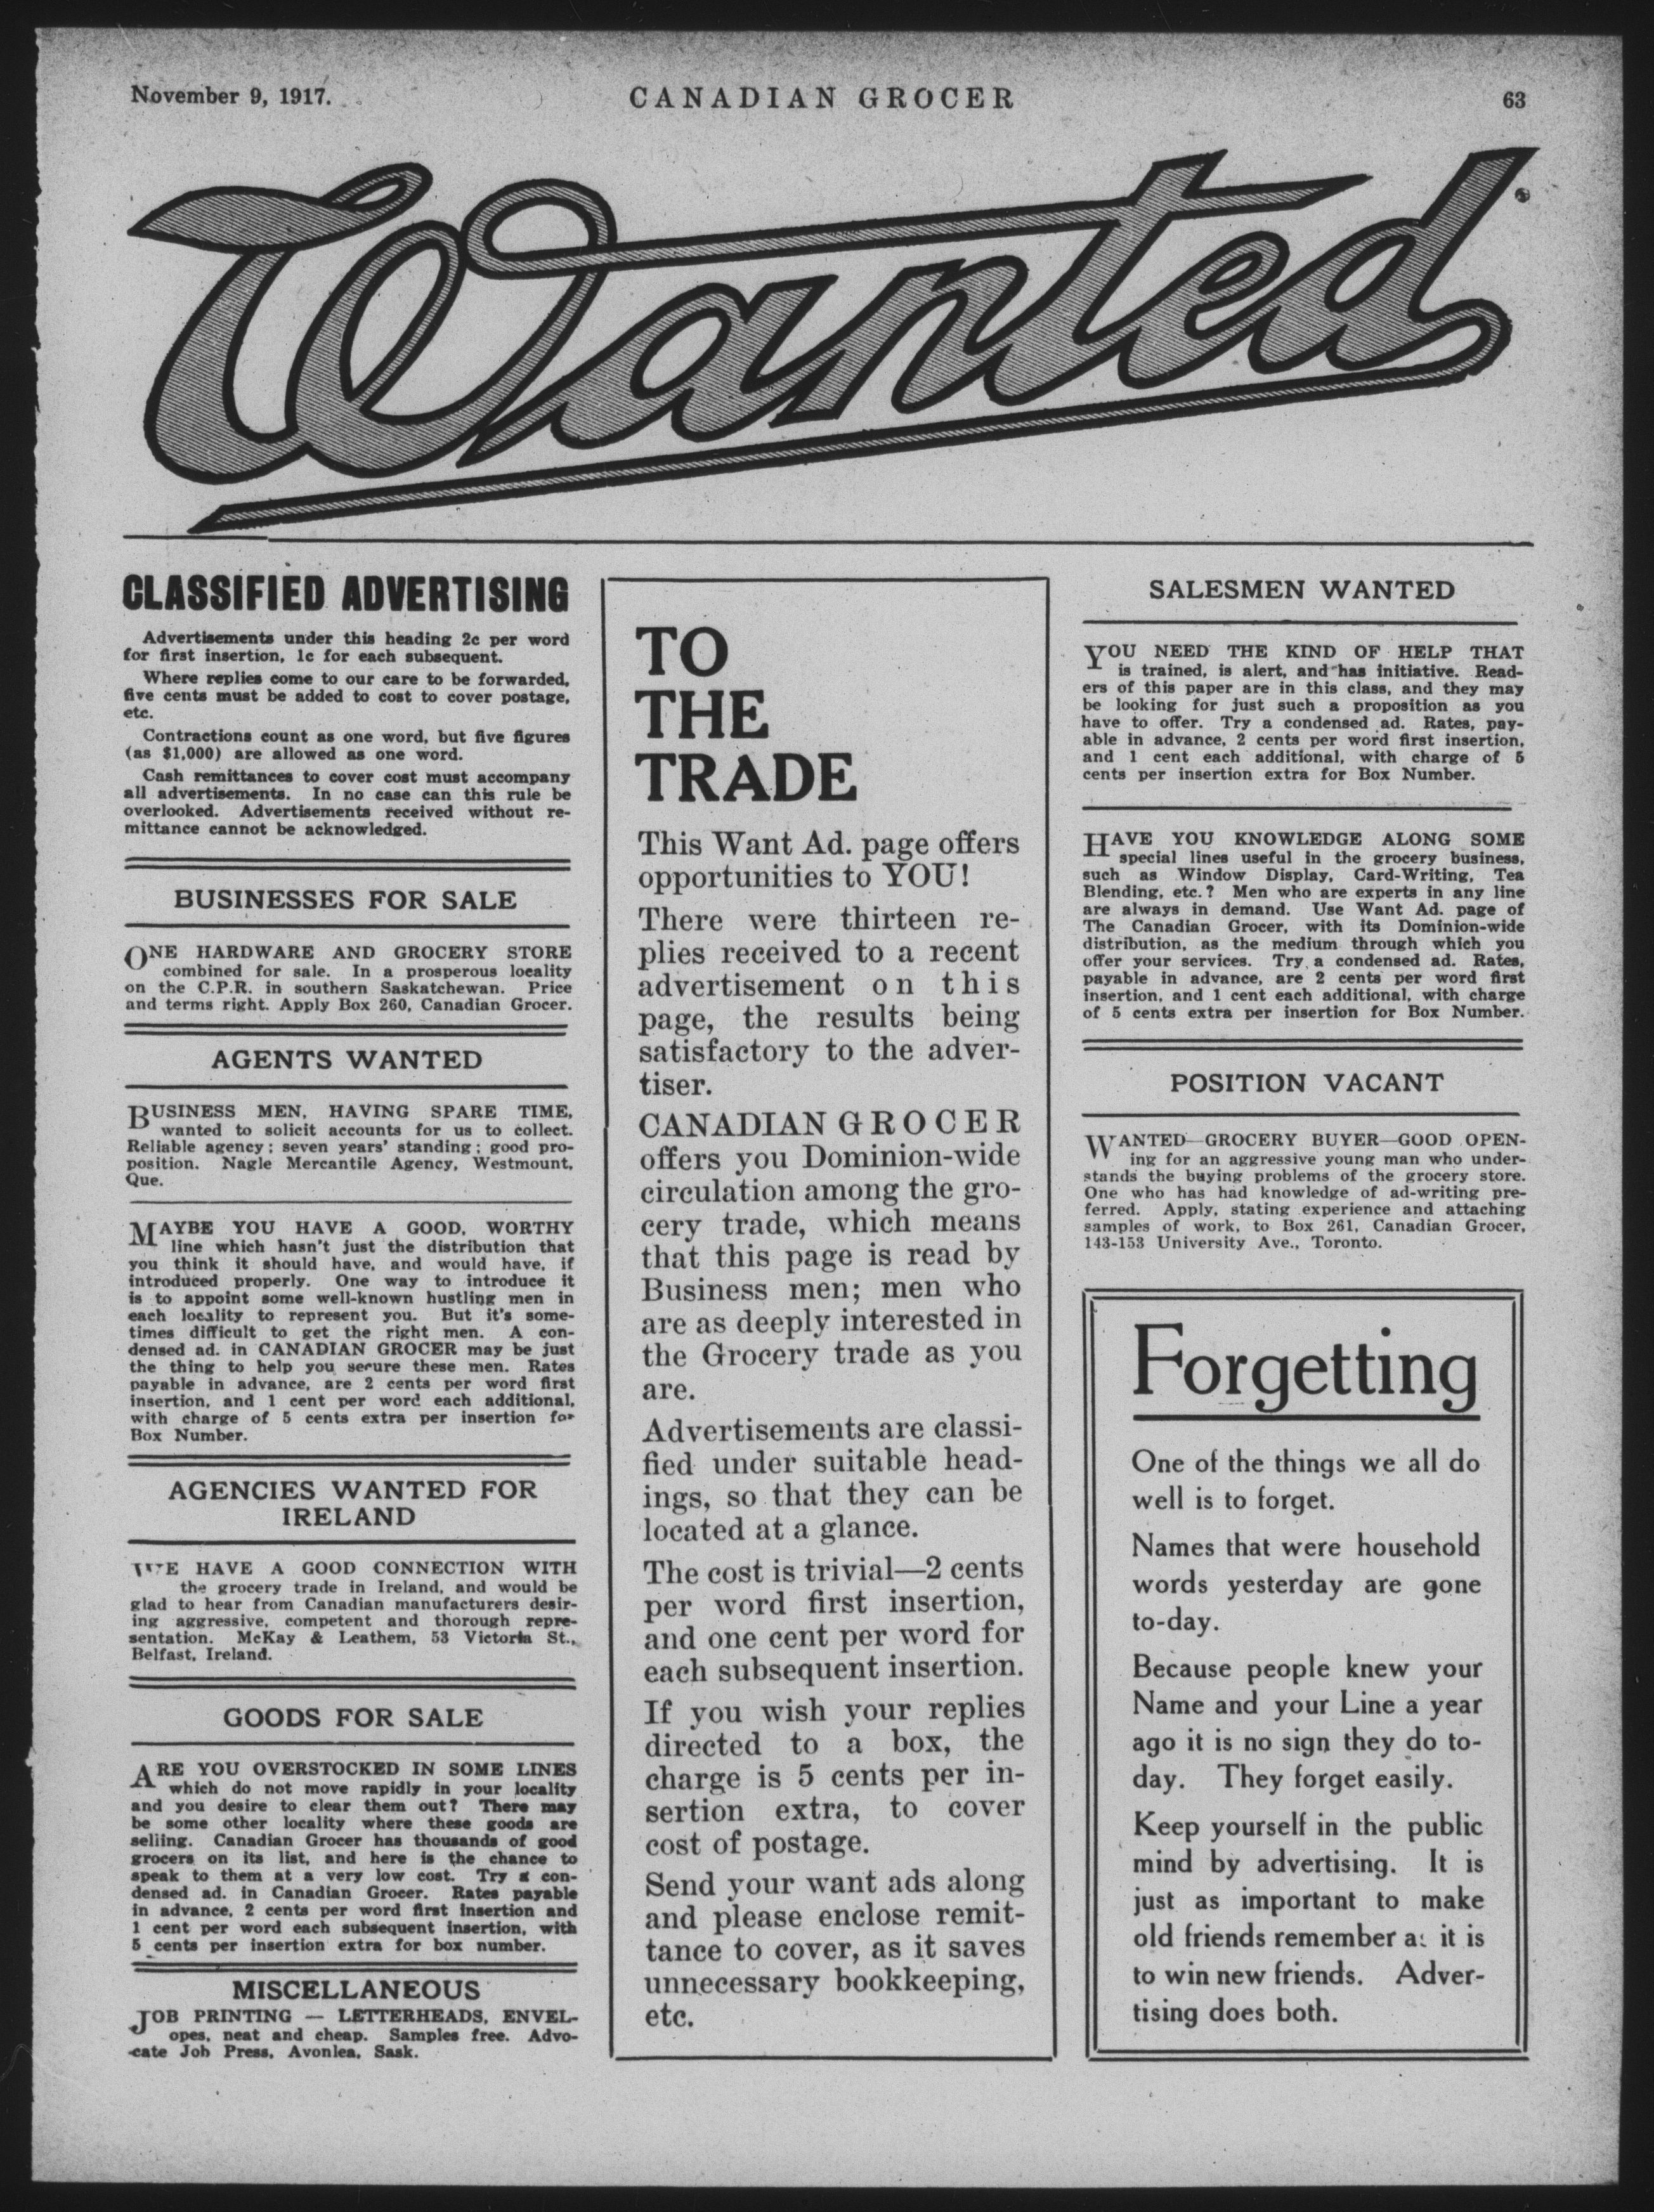 November 9, 1917.
CANADIAN GROCER
63
Wanted
CLASSIFIED ADVERTISING
Advertisements under this heading 2c per word
for first insertion, 1c for each subsequent.
Where replies come to our care to be forwarded,
five cents must be added to cost to cover postage,
etc.
Contractions count as one word, but five figures
(as $1,000) are allowed as one word.
Cash remittances to cover cost must accompany
all advertisements. In no case can this rule be
overlooked. Advertisements received without re-
mittance cannot be acknowledged.
BUSINESSES FOR SALE
ONE HARDWARE AND GROCERY STORE
combined for sale. In a prosperous locality
on the C.P.R. in southern Saskatchewan. Price
and terms right. Apply Box 260, Canadian Grocer.
AGENTS WANTED
BUSINESS MEN, HAVING SPARE TIME,
wanted to solicit accounts for us to collect.
Reliable agency; seven years' standing; good pro-
position. Nagle Mercantile Agency, Westmount,
Que.
MAYBE YOU HAVE A GOOD, WORTHY
line which hasn't just the distribution that
you think it should have, and would have, if
introduced properly. One way to introduce it
is to appoint some well-known hustling men in
each locality to represent you. But it's some-
times difficult to get the right men. A con-
densed ad. in CANADIAN GROCER may be just
the thing to help you secure these men. Rates
payable in advance, are 2 cents per word first
insertion, and 1 cent per word each additional,
with charge of 5 cents extra per insertion for
Box Number.
AGENCIES WANTED FOR
IRELAND
WE HAVE A GOOD CONNECTION WITH
the grocery trade in Ireland, and would be
glad to hear from Canadian manufacturers desir-
ing aggressive, competent and thorough repre-
sentation. McKay & Leathem, 53 Victoria St.,
Belfast, Ireland.
GOODS FOR SALE
ARE YOU OVERSTOCKED IN SOME LINES
which do not move rapidly in your locality
and you desire to clear them out? There may
be some other locality where these goods are
selling. Canadian Grocer has thousands of good
grocers on its list, and here is the chance to
speak to them at a very low cost. Try a con-
densed ad. in Canadian Grocer. Rates payable
in advance, 2 cents per word first insertion and
1 cent per word each subsequent insertion, with
5 cents per insertion extra for box number.
MISCELLANEOUS
JOB PRINTING — LETTERHEADS, ENVEL-
opes, neat and cheap. Samples free. Advo-
cate Job Press, Avonlea, Sask.
TO
THE
TRADE
This Want Ad. page offers
opportunities to YOU!
There were thirteen re-
plies received to a recent
advertisement on this
page, the results being
satisfactory to the adver-
tiser.
CANADIAN GROCER
offers you Dominion-wide
circulation among the gro-
cery trade, which means
that this page is read by
Business men; men who
are as deeply interested in
the Grocery trade as you
are.
Advertisements are classi-
fied under suitable head-
ings, so that they can be
located at a glance.
The cost is trivial—2 cents
per word first insertion,
and one cent per word for
each subsequent insertion.
If you wish your replies
directed to a box, the
charge is 5 cents per in-
sertion extra, to cover
cost of postage.
Send your want ads along
and please enclose remit-
tance to cover, as it saves
unnecessary bookkeeping,
etc.
SALESMEN WANTED
YOU NEED THE KIND OF HELP THAT
is trained, is alert, and has initiative. Read-
ers of this paper are in this class, and they may
be looking for just such a proposition as you
have to offer. Try a condensed ad. Rates, pay-
able in advance, 2 cents per word first insertion,
and 1 cent each additional, with charge of 5
cents per insertion extra for Box Number.
HAVE YOU KNOWLEDGE ALONG SOME
special lines useful in the grocery business,
such as Window Display, Card-Writing, Tea
Blending, etc.? Men who are experts in any line
are always in demand. Use Want Ad. page of
The Canadian Grocer, with its Dominion-wide
distribution, as the medium through which you
offer your services. Try a condensed ad. Rates,
payable in advance, are 2 cents per word first
insertion, and 1 cent each additional, with charge
of 5 cents extra per insertion for Box Number.
POSITION VACANT
WANTED—GROCERY BUYER—GOOD OPEN-
ing for an aggressive young man who under-
stands the buying problems of the grocery store.
One who has had knowledge of ad-writing pre-
ferred. Apply, stating experience and attaching
samples of work, to Box 261, Canadian Grocer,
143-153 University Ave., Toronto.
Forgetting
One of the things we all do
well is to forget.
Names that were household
words yesterday are gone
to-day.
Because people knew your
Name and your Line a year
ago it is no sign they do to-
day. They forget easily.
Keep yourself in the public
mind by advertising. It is
just as important to make
old friends remember as it is
to win new friends. Adver-
tising does both.